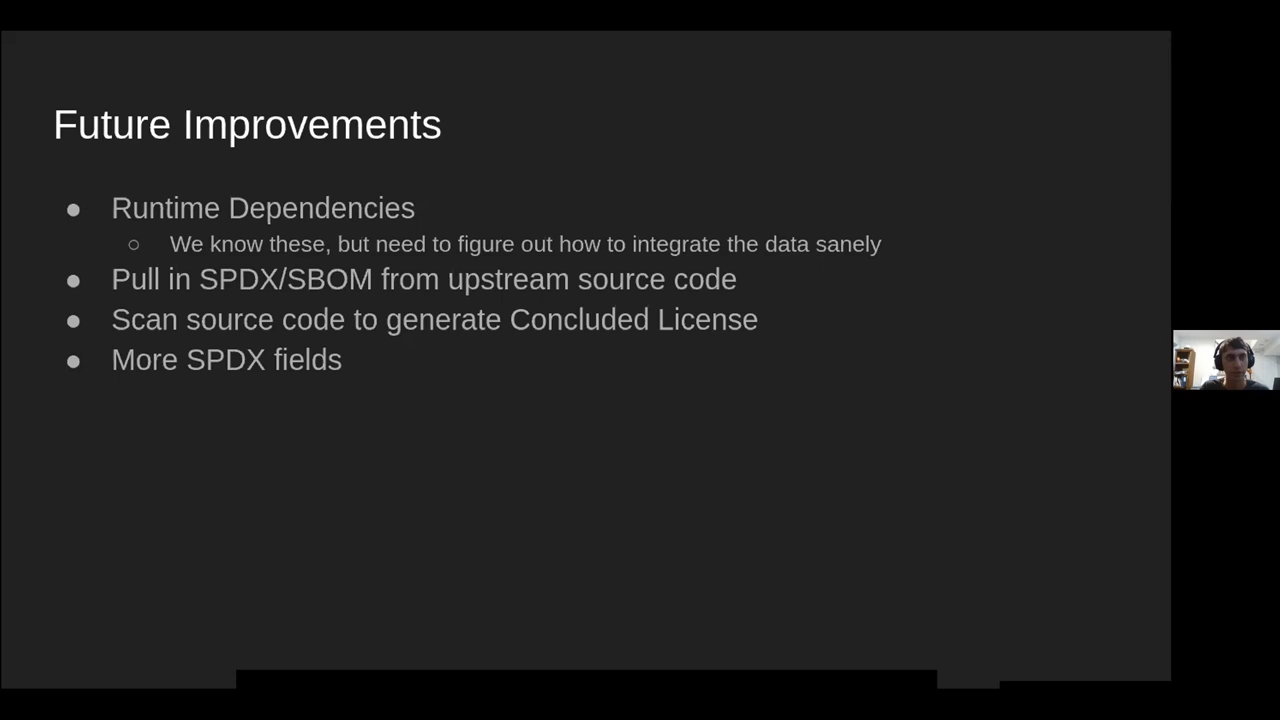 Future Improvements
● Runtime Dependencies
○ We know these, but need to figure out how to integrate the data sanely
● Pull in SPDX/SBOM from upstream source code
● Scan source code to generate Concluded License
● More SPDX fields